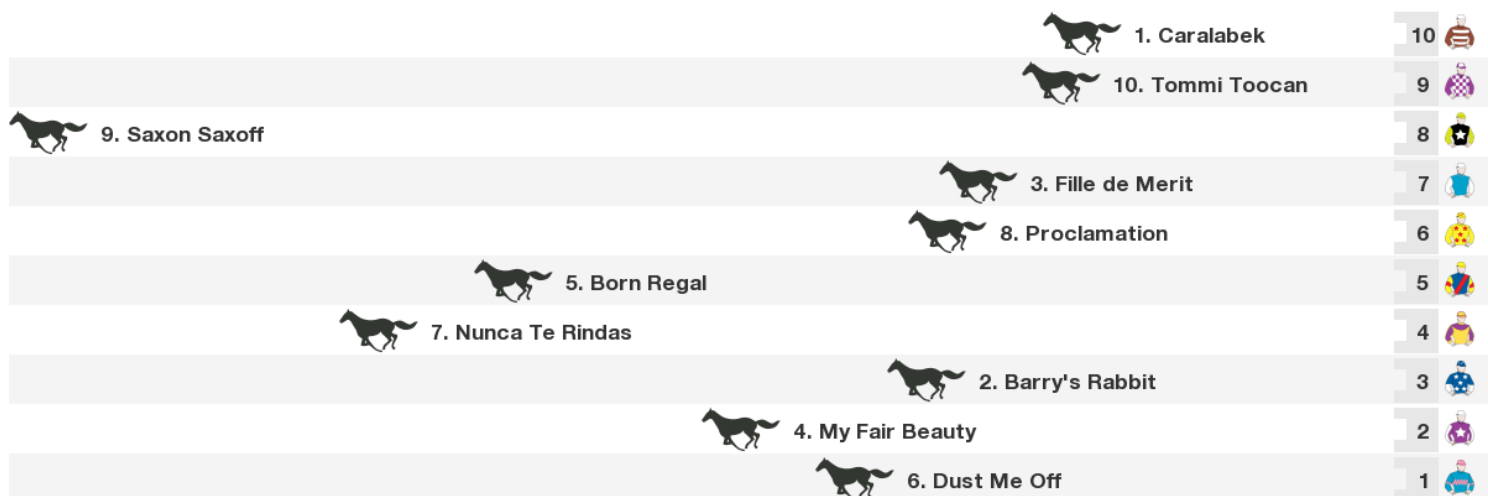 1. Caralabek 10
10. Tommi Toocan 9
9. Saxon Saxoff 8
3. Fille de Merit 7
8. Proclamation 6
5. Born Regal 5
7. Nunca Te Rindas 4
2. Barry's Rabbit 3
4. My Fair Beauty 2
6. Dust Me Off 1